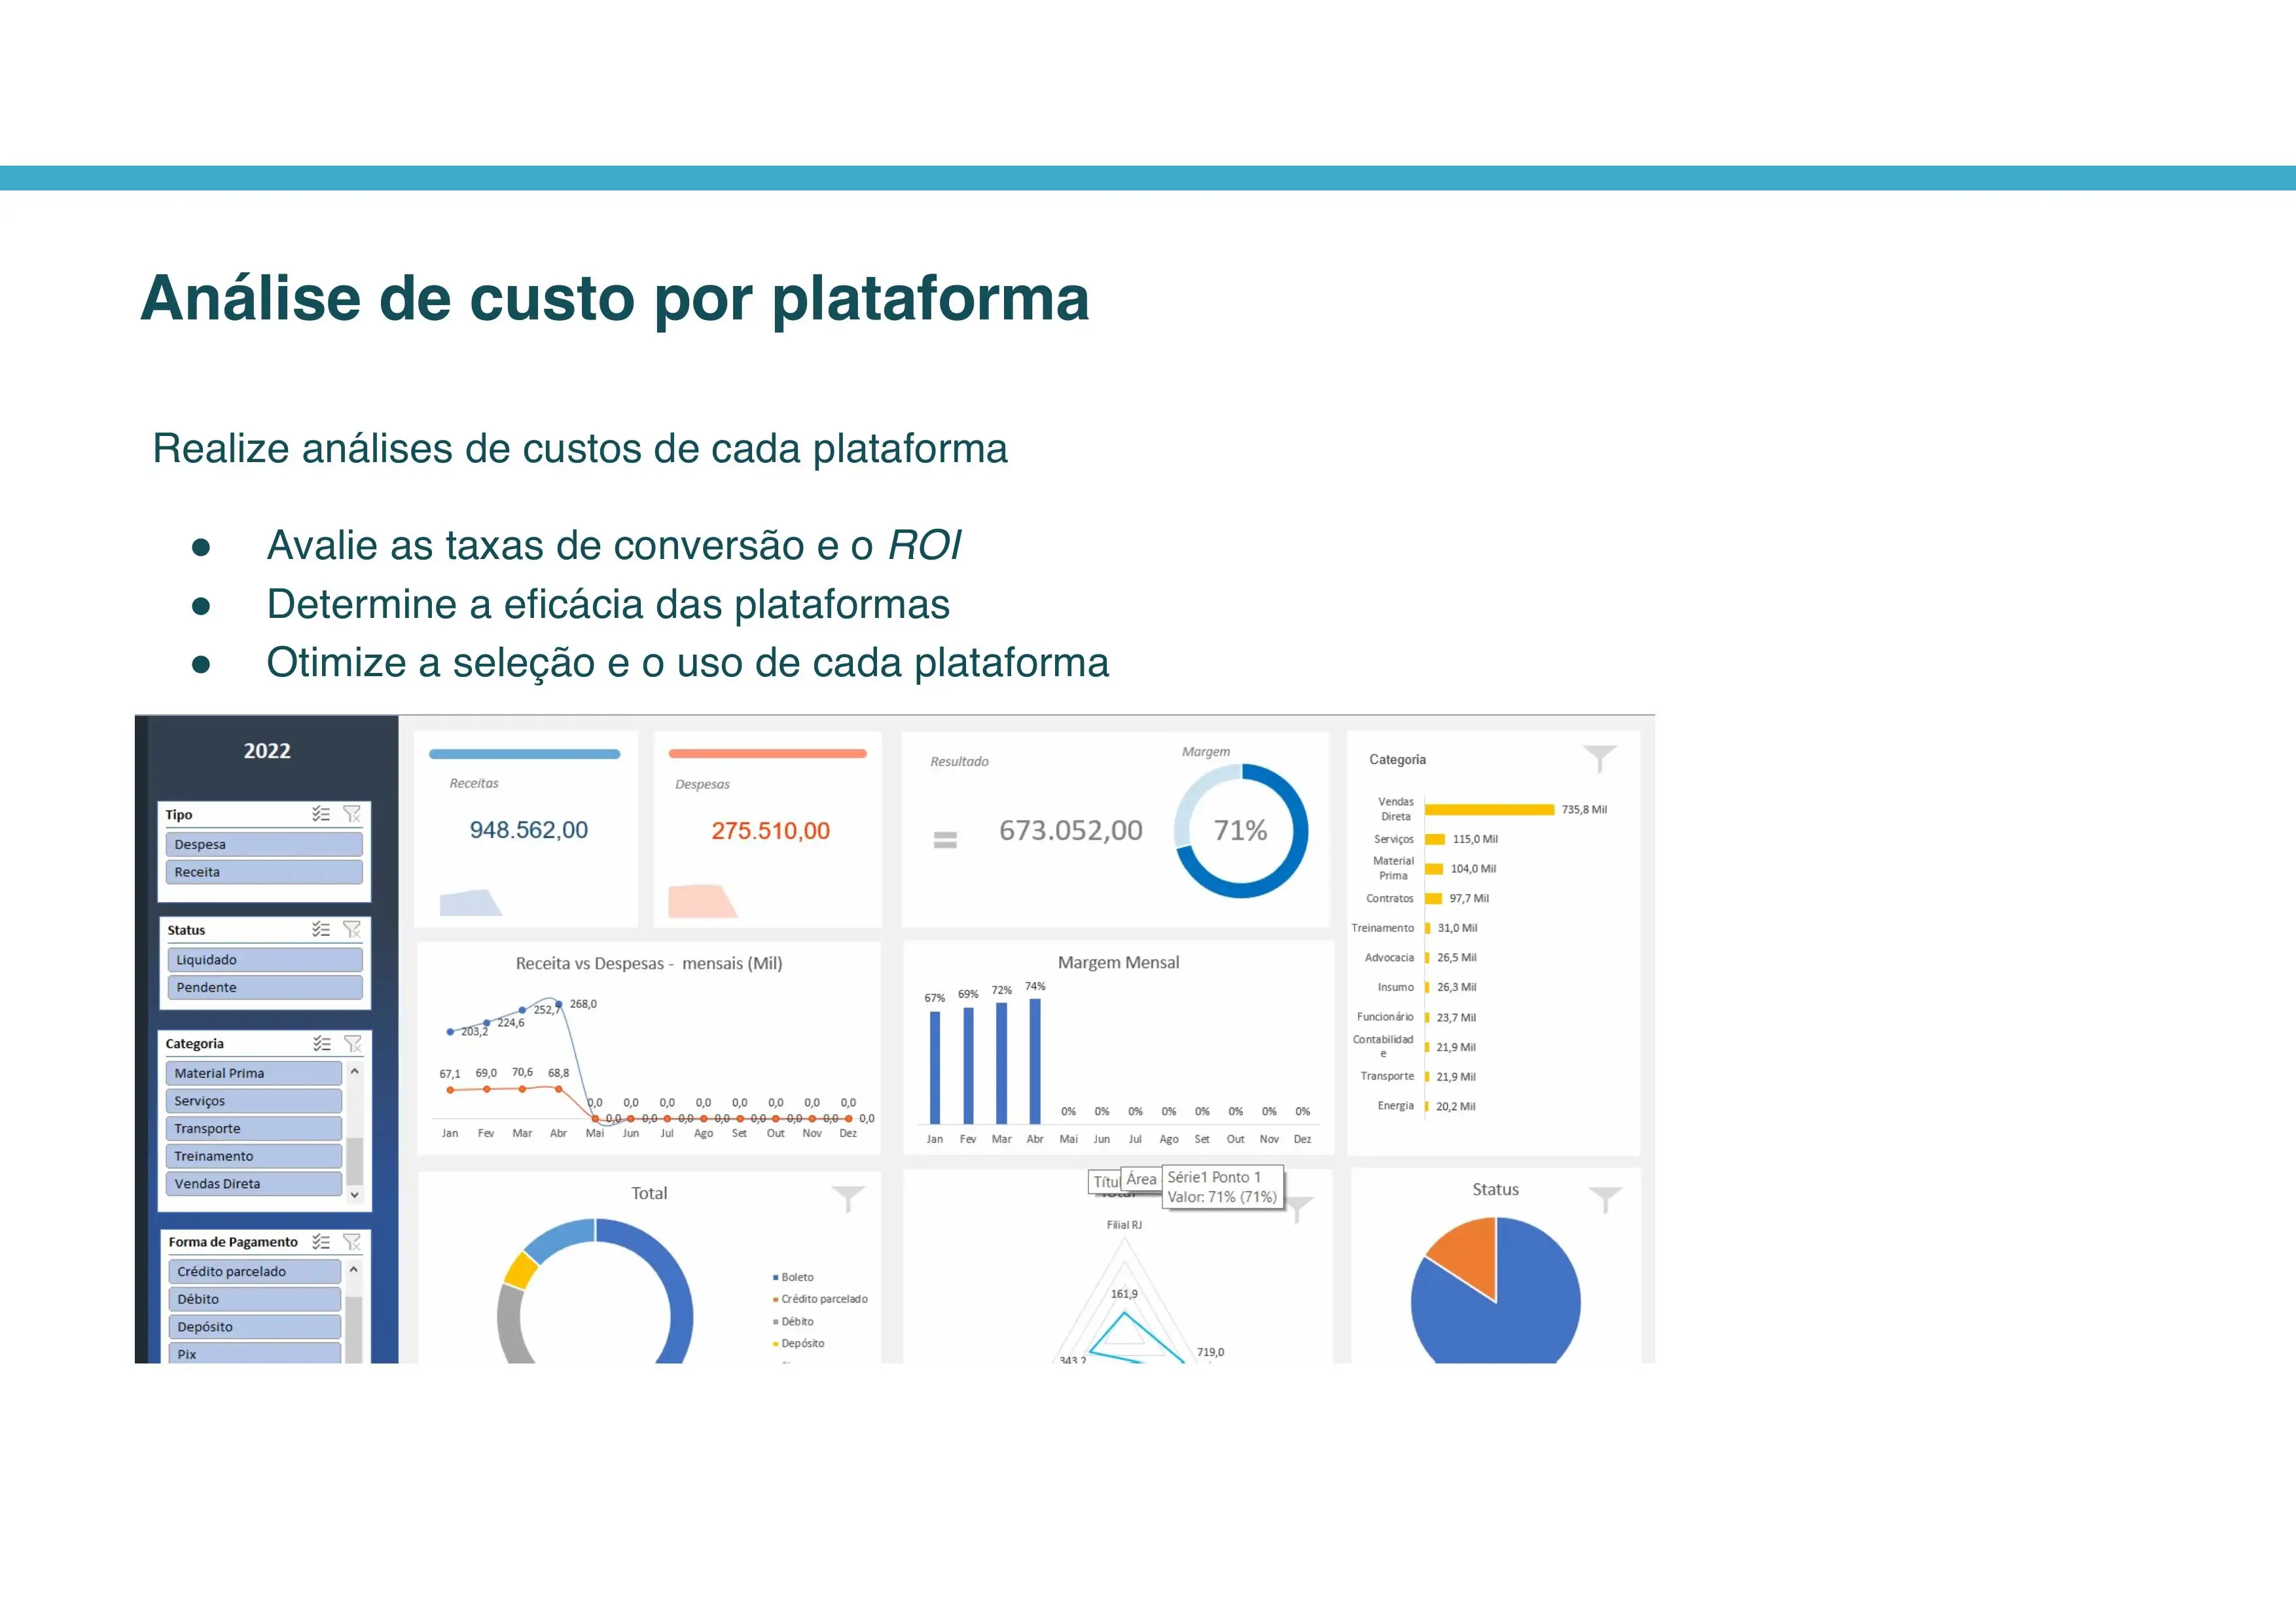 Análise de custo por plataforma
Realize análises de custos de cada plataforma
● Avalie as taxas de conversão e o ROI
● Determine a eficácia das plataformas
● Otimize a seleção e o uso de cada plataforma
2022
Tipo
Despesa
Receita
Status
Liquidado
Pendente
Categoria
Material Prima
Serviços
Transporte
Treinamento
Vendas Direta
Forma de Pagamento
Crédito parcelado
Débito
Depósito
Pix
Receitas
948.562,00
Despesas
275.510,00
Resultado
= 673.052,00
Margem
71%
Categoria
Vendas
Direta
735,8 Mil
Serviços 115,0 Mil
Material
Prima
104,0 Mil
Contratos 97,7 Mil
Treinamento 31,0 Mil
Advocacia 26,5 Mil
Insumo 26,3 Mil
Funcionário 23,7 Mil
Contabilidad
e
21,9 Mil
Transporte 21,9 Mil
Energia 20,2 Mil
Receita vs Despesas - mensais (Mil)
203,2 224,6 252,7 268,0
67,1 69,0 70,6 68,8
0,0 0,0 0,0 0,0 0,0 0,0 0,0 0,0
0,0 0,0 0,0 0,0 0,0 0,0 0,0 0,0
Jan Fev Mar Abr Mai Jun Jul Ago Set Out Nov Dez
Margem Mensal
67% 69% 72% 74%
0% 0% 0% 0% 0% 0% 0% 0%
Jan Fev Mar Abr Mai Jun Jul Ago Set Out Nov Dez
Total
Boleto
Crédito parcelado
Débito
Depósito
Títu Área Série1 Ponto 1
Valor: 71% (71%)
Filial RJ
161,9
719,0
343,2
Status